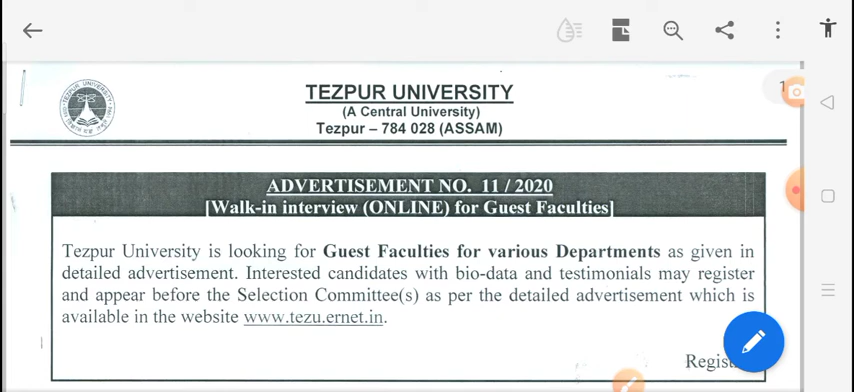 TEZPUR UNIVERSITY
(A Central University)
Tezpur – 784 028 (ASSAM)
ADVERTISEMENT NO. 11 / 2020
[Walk-in interview (ONLINE) for Guest Faculties]
Tezpur University is looking for Guest Faculties for various Departments as given in
detailed advertisement. Interested candidates with bio-data and testimonials may register
and appear before the Selection Committee(s) as per the detailed advertisement which is
available in the website www.tezu.ernet.in.